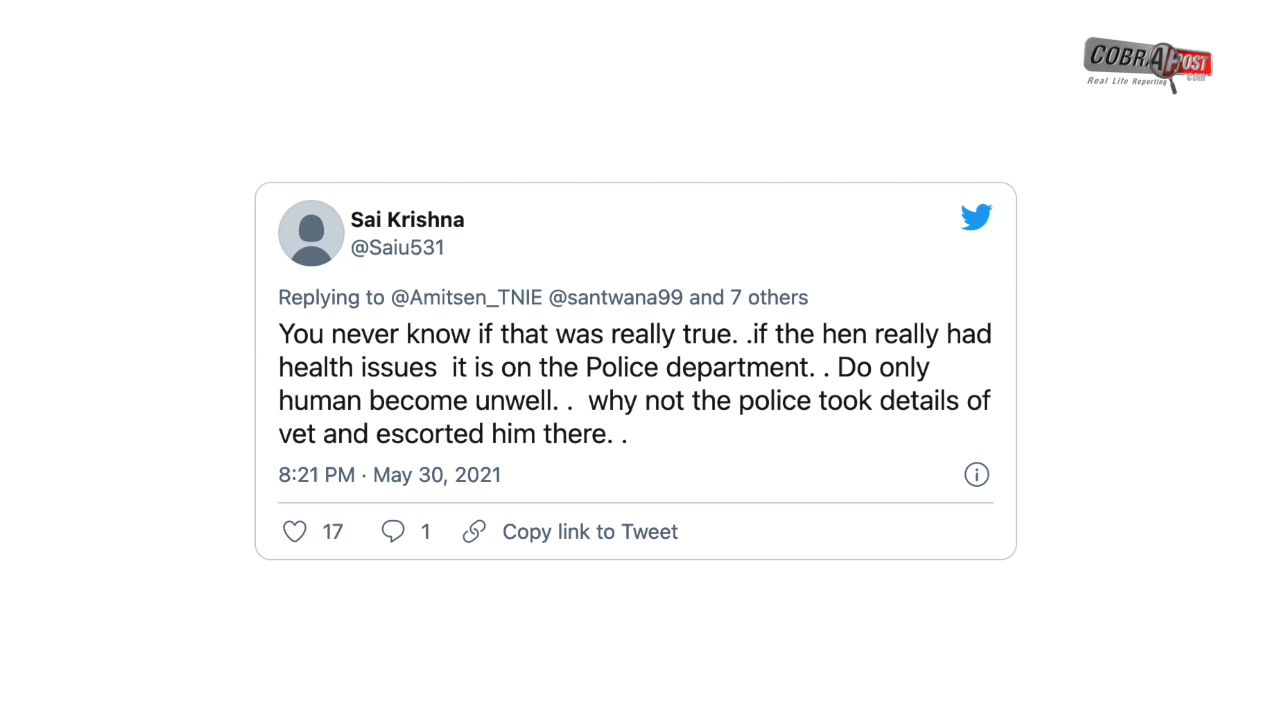 COBRAPOST
.com
Real Life Reporting
Sai Krishna
@Saiu531
Replying to @Amitsen_TNIE @santwana99 and 7 others
You never know if that was really true. .if the hen really had
health issues  it is on the Police department. . Do only
human become unwell. .  why not the police took details of
vet and escorted him there. .
8:21 PM · May 30, 2021
17
1
Copy link to Tweet